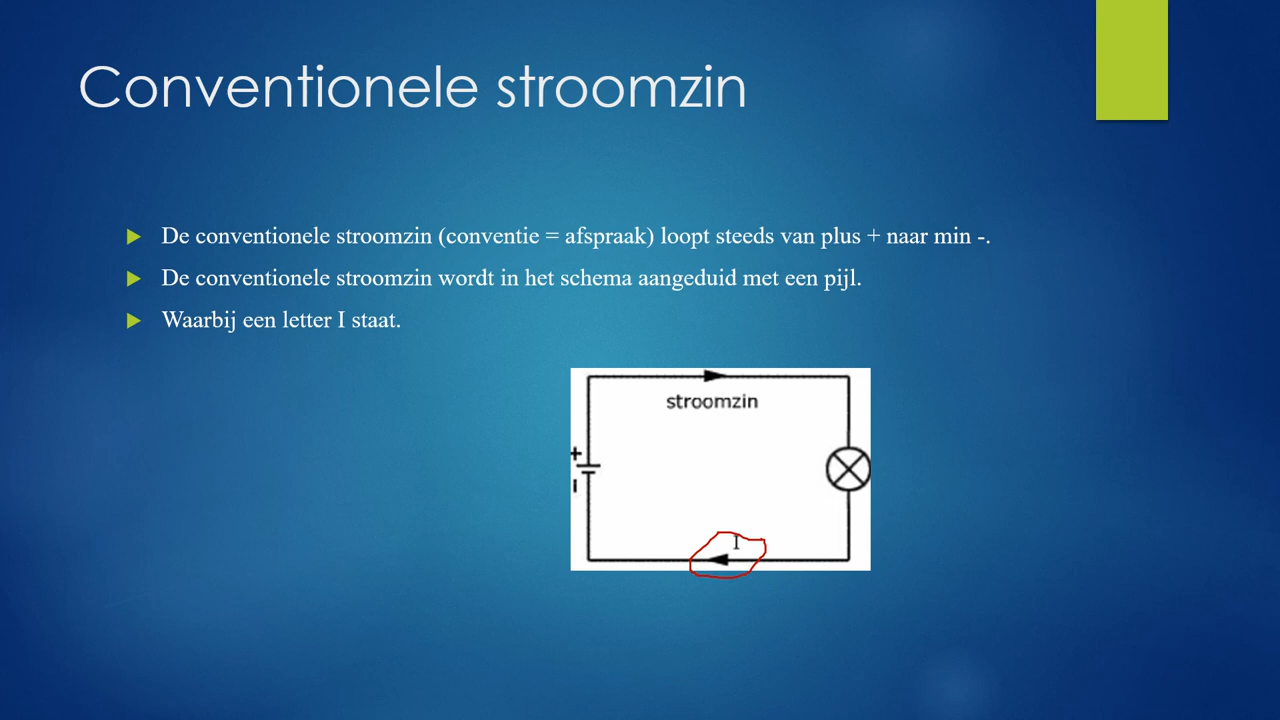 Conventionele stroomzin
De conventionele stroomzin (conventie = afspraak) loopt steeds van plus + naar min -.
De conventionele stroomzin wordt in het schema aangeduid met een pijl.
Waarbij een letter I staat.
stroomzin
+
I